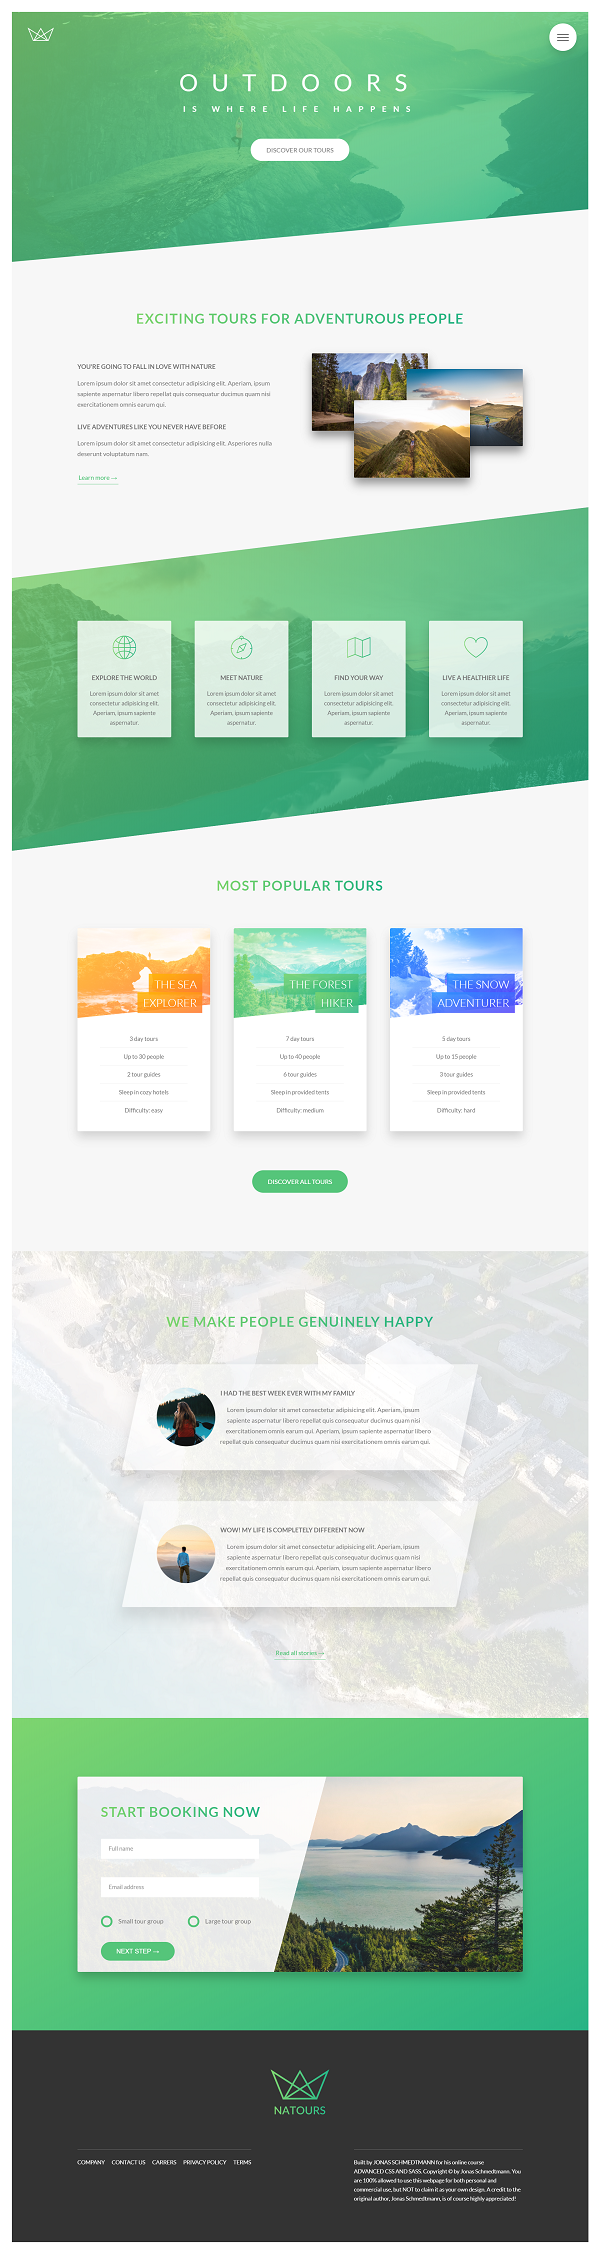 OUTDOORS
IS WHERE LIFE HAPPENS
DISCOVER OUR TOURS
EXCITING TOURS FOR ADVENTUROUS PEOPLE
YOU'RE GOING TO FALL IN LOVE WITH NATURE
Lorem ipsum dolor sit amet consectetur adipisicing elit. Aperiam, ipsum
sapiente aspernatur libero repellat quis consequatur ducimus quam nisi
exercitationem omnis earum qui.
LIVE ADVENTURES LIKE YOU NEVER HAVE BEFORE
Lorem ipsum dolor sit amet consectetur adipisicing elit. Asperiores nulla
deserunt voluptatum nam.
Learn more →
EXPLORE THE WORLD
Lorem ipsum dolor sit amet
consectetur adipisicing elit.
Aperiam, ipsum sapiente
aspernatur.
MEET NATURE
Lorem ipsum dolor sit amet
consectetur adipisicing elit.
Aperiam, ipsum sapiente
aspernatur.
FIND YOUR WAY
Lorem ipsum dolor sit amet
consectetur adipisicing elit.
Aperiam, ipsum sapiente
aspernatur.
LIVE A HEALTHIER LIFE
Lorem ipsum dolor sit amet
consectetur adipisicing elit.
Aperiam, ipsum sapiente
aspernatur.
MOST POPULAR TOURS
THE SEA
EXPLORER
3 day tours
Up to 30 people
2 tour guides
Sleep in cozy hotels
Difficulty: easy
THE FOREST
HIKER
7 day tours
Up to 40 people
6 tour guides
Sleep in provided tents
Difficulty: medium
THE SNOW
ADVENTURER
5 day tours
Up to 15 people
3 tour guides
Sleep in provided tents
Difficulty: hard
DISCOVER ALL TOURS
WE MAKE PEOPLE GENUINELY HAPPY
I HAD THE BEST WEEK EVER WITH MY FAMILY
Lorem ipsum dolor sit amet consectetur adipisicing elit. Aperiam, ipsum
sapiente aspernatur libero repellat quis consequatur ducimus quam nisi
exercitationem omnis earum qui. Aperiam, ipsum sapiente aspernatur libero
repellat quis consequatur ducimus quam nisi exercitationem omnis earum qui.
WOW! MY LIFE IS COMPLETELY DIFFERENT NOW
Lorem ipsum dolor sit amet consectetur adipisicing elit. Aperiam, ipsum
sapiente aspernatur libero repellat quis consequatur ducimus quam nisi
exercitationem omnis earum qui. Aperiam, ipsum sapiente aspernatur libero
repellat quis consequatur ducimus quam nisi exercitationem omnis earum qui.
Read all stories →
START BOOKING NOW
Full name
Email address
Small tour group
Large tour group
NEXT STEP →
NATOURS
COMPANY CONTACT US CARRERS PRIVACY POLICY TERMS
Built by JONAS SCHMEDTMANN for his online course
ADVANCED CSS AND SASS. Copyright © by Jonas Schmedtmann. You
are 100% allowed to use this webpage for both personal and
commercial use, but NOT to claim it as your own design. A credit to the
original author, Jonas Schmedtmann, is of course highly appreciated!